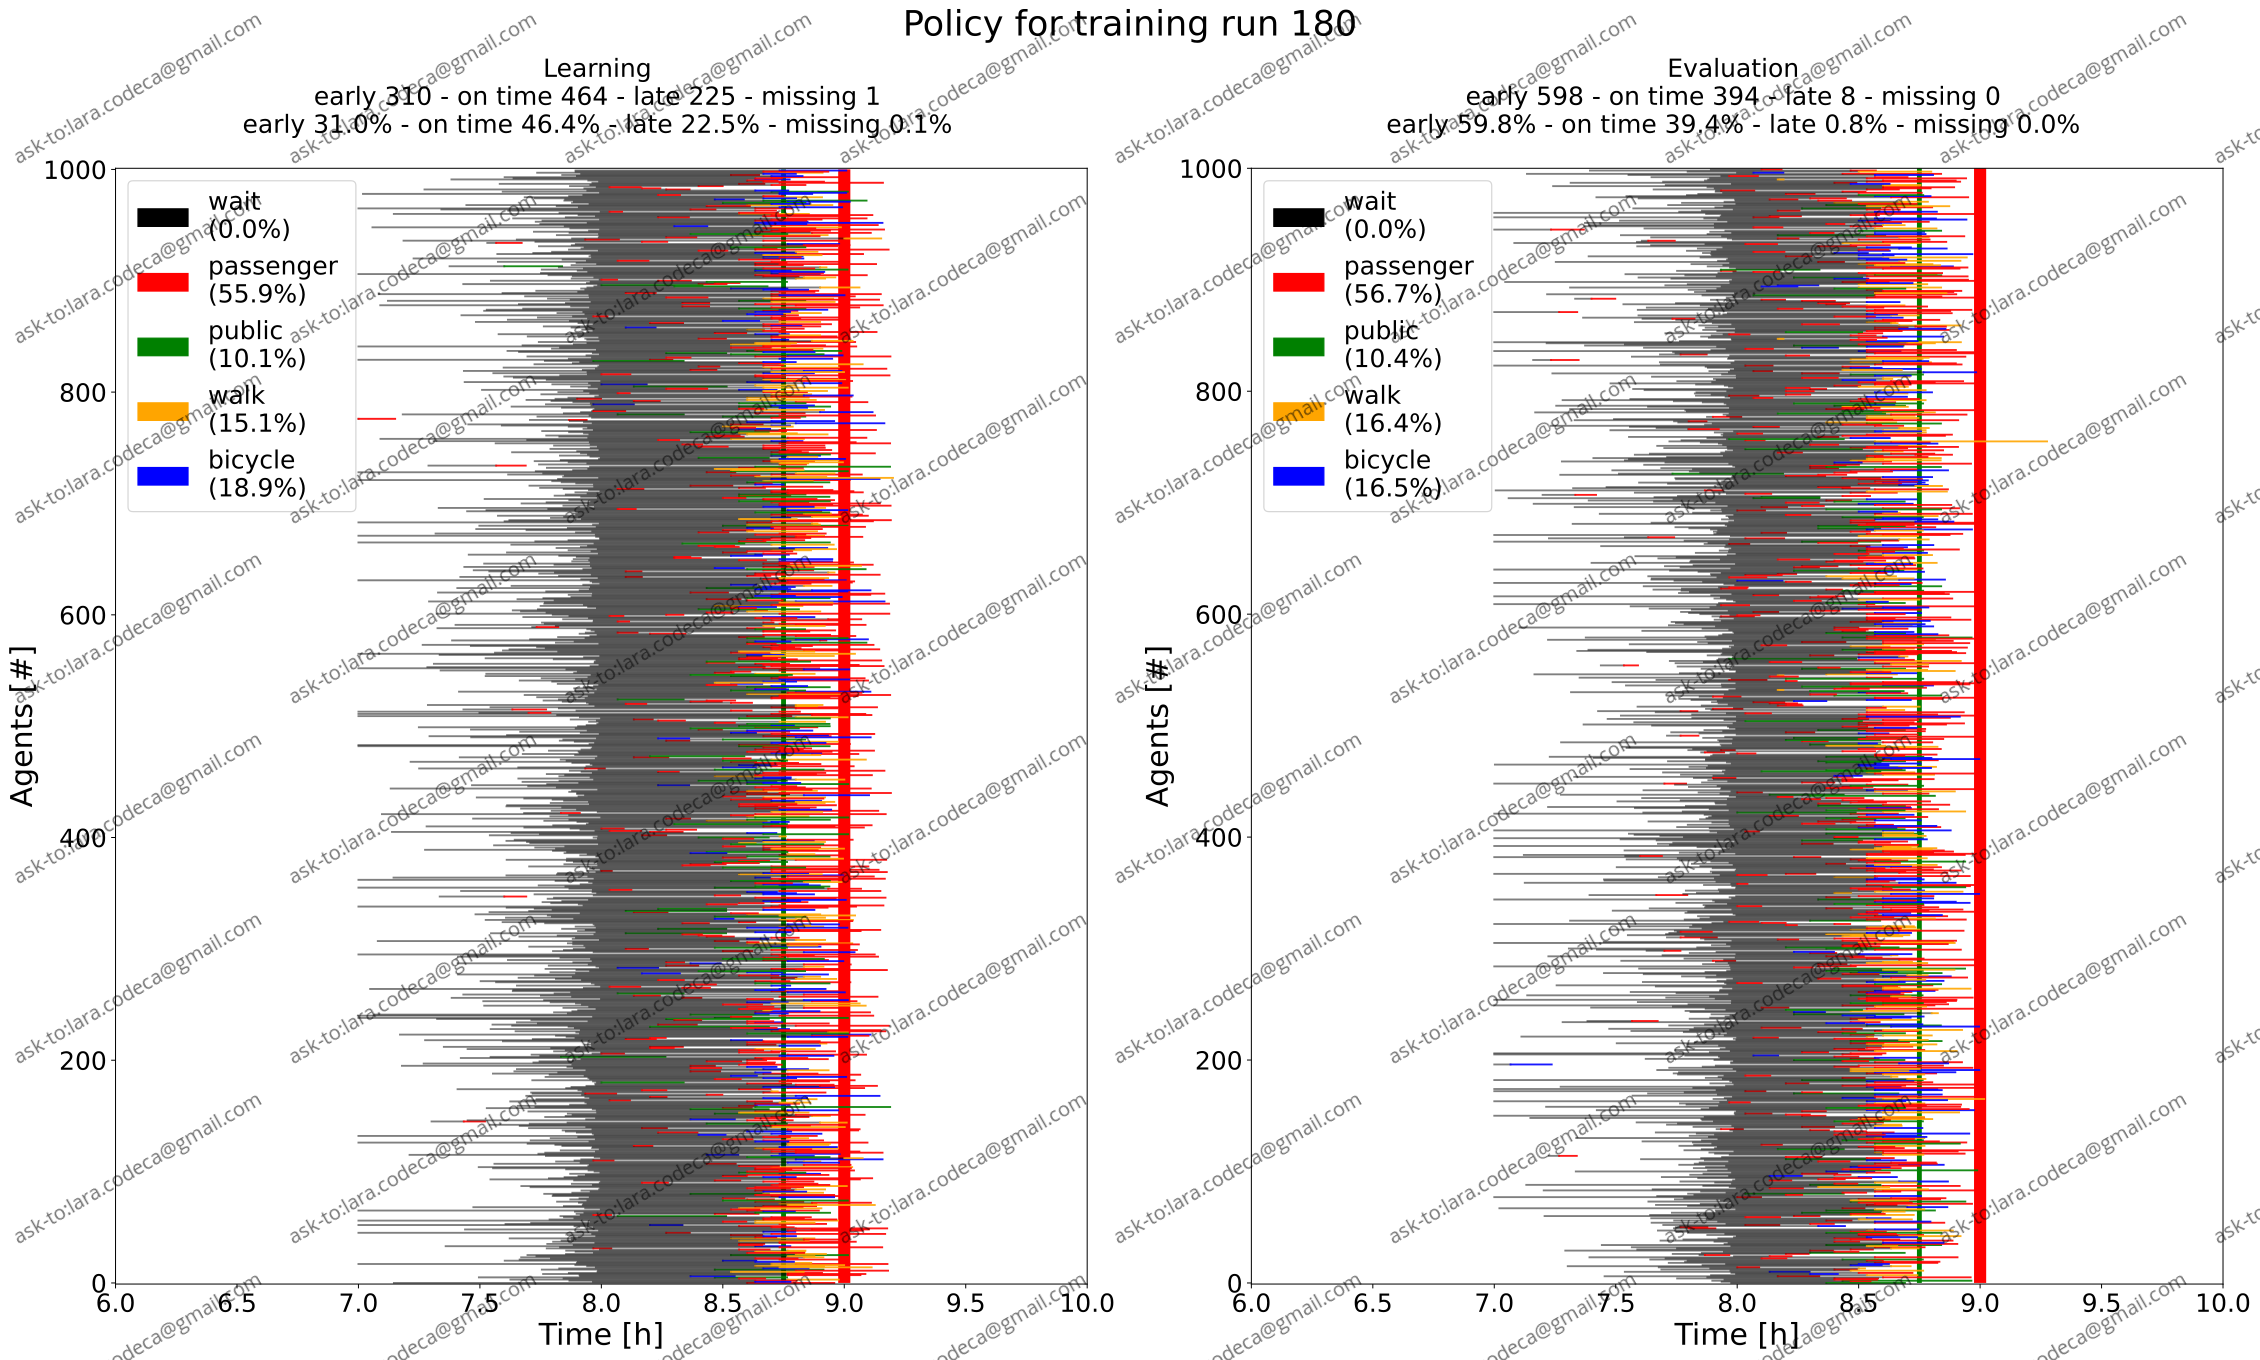 Policy for training run 180
Learning
early 310 - on time 464 - late 225 - missing 1
early 31.0% - on time 46.4% - late 22.5% - missing 0.1%
1000
800
600
400
200
0
Agents [#]
wait
(0.0%)
passenger
(55.9%)
public
(10.1%)
walk
(15.1%)
bicycle
(18.9%)
6.0 6.5 7.0 7.5 8.0 8.5 9.0 9.5 10.0
Time [h]
Evaluation
early 598 - on time 394 - late 8 - missing 0
early 59.8% - on time 39.4% - late 0.8% - missing 0.0%
1000
800
600
400
200
0
Agents [#]
wait
(0.0%)
passenger
(56.7%)
public
(10.4%)
walk
(16.4%)
bicycle
(16.5%)
6.0 6.5 7.0 7.5 8.0 8.5 9.0 9.5 10.0
Time [h]
ask-to:lara.codeca@gmail.com